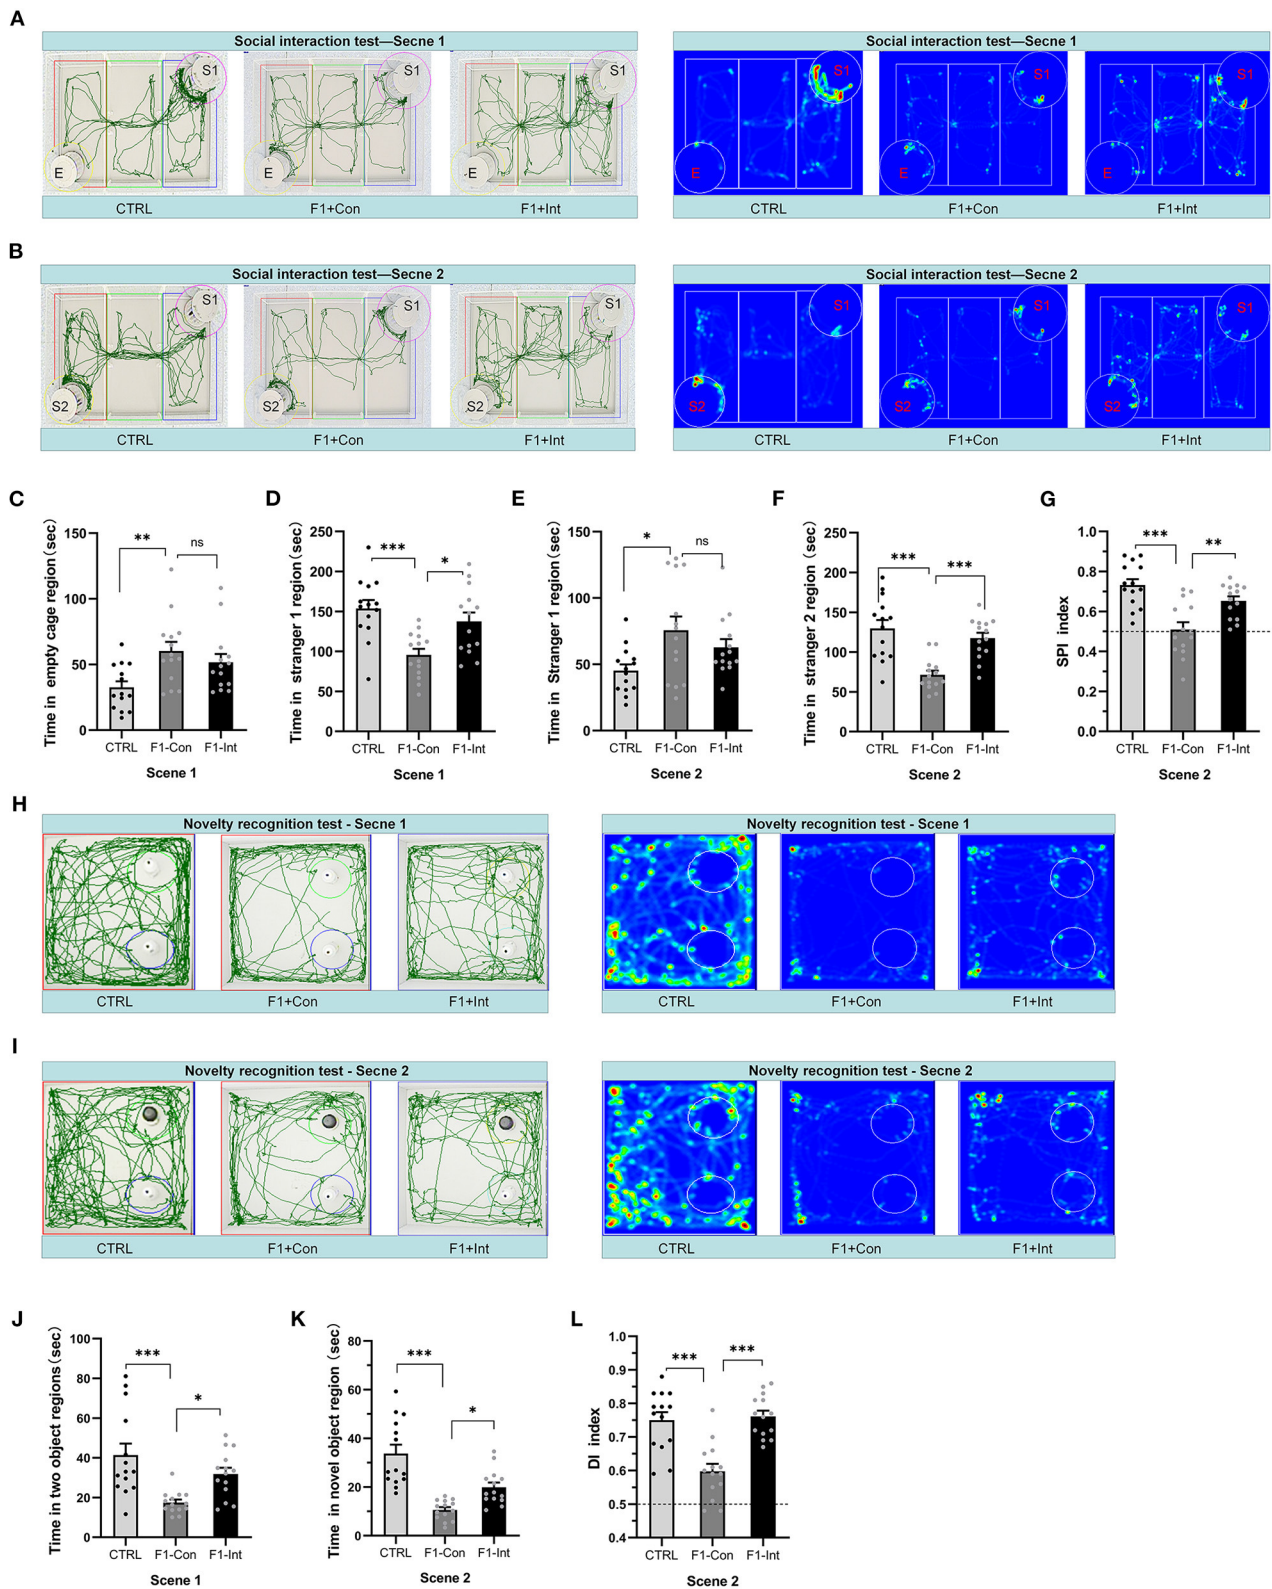 A
Social interaction test—Secne 1
Social interaction test—Secne 1
S1
S1
S1
S1
S1
S1
E
E
E
E
E
E
CTRL
F1+Con
F1+Int
CTRL
F1+Con
F1+Int
B
Social interaction test—Secne 2
Social interaction test—Secne 2
S1
S1
S1
S1
S1
S1
S2
S2
S2
S2
S2
S2
CTRL
F1+Con
F1+Int
CTRL
F1+Con
F1+Int
C
Time in empty cage region(sec)
150
100
50
0
**
ns
CTRL
F1-Con
F1-Int
Scene 1
D
Time in stranger 1 region(sec)
250
200
150
100
50
0
***
*
CTRL
F1-Con
F1-Int
Scene 1
E
Time in Stranger 1 region(sec)
150
100
50
0
*
ns
CTRL
F1-Con
F1-Int
Scene 2
F
Time in stranger 2 region(sec)
250
200
150
100
50
0
***
***
CTRL
F1-Con
F1-Int
Scene 2
G
SPI index
1.0
0.8
0.6
0.4
0.2
0.0
***
**
CTRL
F1-Con
F1-Int
Scene 2
H
Novelty recognition test - Secne 1
Novelty recognition test - Scene 1
CTRL
F1+Con
F1+Int
CTRL
F1+Con
F1+Int
I
Novelty recognition test - Secne 2
Novelty recognition test - Secne 2
CTRL
F1+Con
F1+Int
CTRL
F1+Con
F1+Int
J
Time in two object regions(sec)
100
80
60
40
20
0
***
*
CTRL
F1-Con
F1-Int
Scene 1
K
Time in novel object region(sec)
80
60
40
20
0
***
*
CTRL
F1-Con
F1-Int
Scene 2
L
DI index
1.0
0.9
0.8
0.7
0.6
0.5
0.4
***
***
CTRL
F1-Con
F1-Int
Scene 2